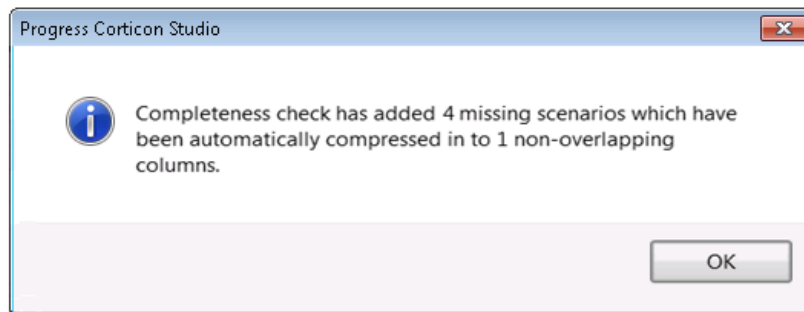 Progress Corticon Studio
Completeness check has added 4 missing scenarios which have
been automatically compressed in to 1 non-overlapping
columns.
OK